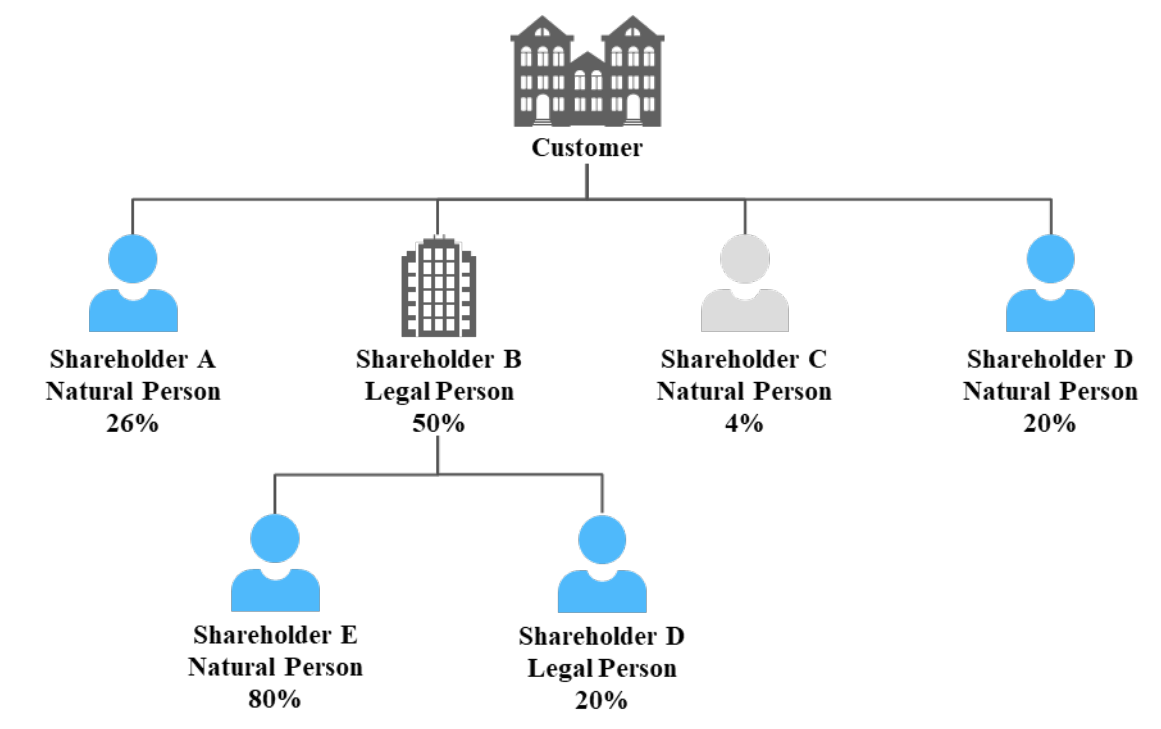 Customer
Shareholder A
Natural Person
26%
Shareholder B
Legal Person
50%
Shareholder C
Natural Person
4%
Shareholder D
Natural Person
20%
Shareholder E
Natural Person
80%
Shareholder D
Legal Person
20%